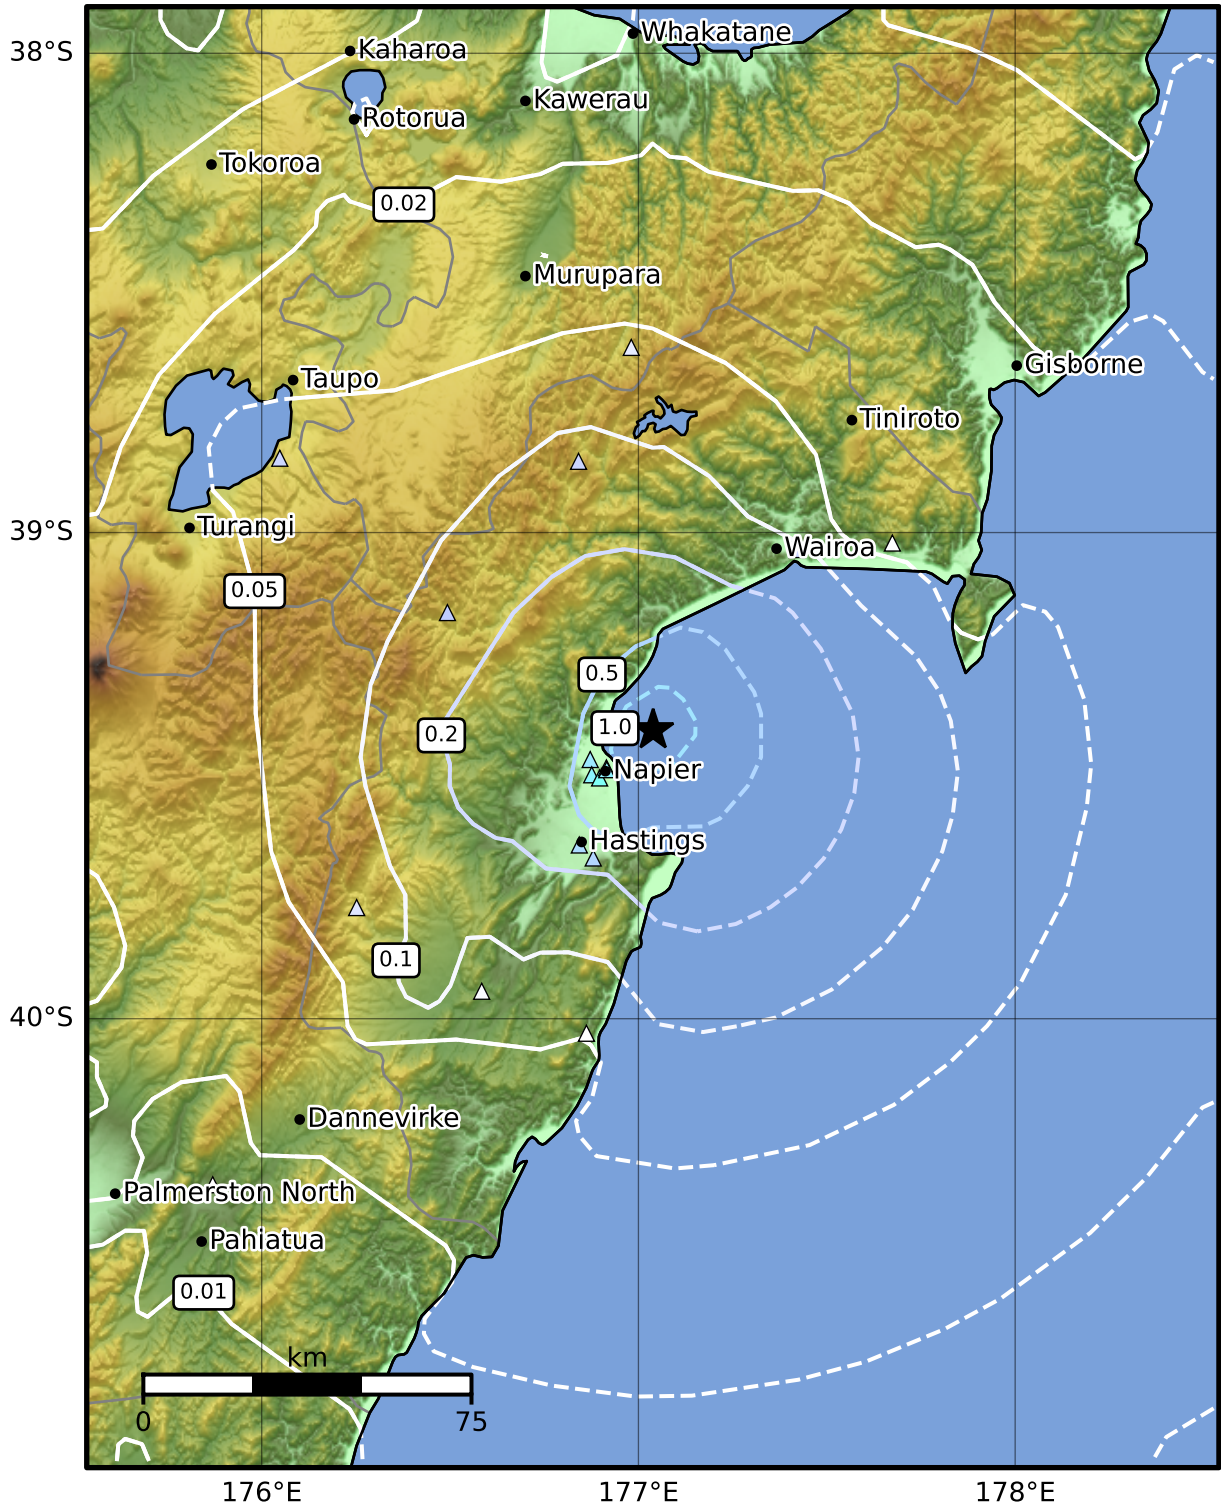 Whakatane
Kaharoa
38°S
Kawerau
Rotorua
Tokoroa
0.02
Murupara
Gisborne
Taupo
Tiniroto
Turangi
39°S
Wairoa
0.05
0.5
1.0
0.2
Napier
Hastings
0.1
40°S
Dannevirke
Palmerston North
Pahiatua
0.01
km
0 75
176°E 177°E 178°E